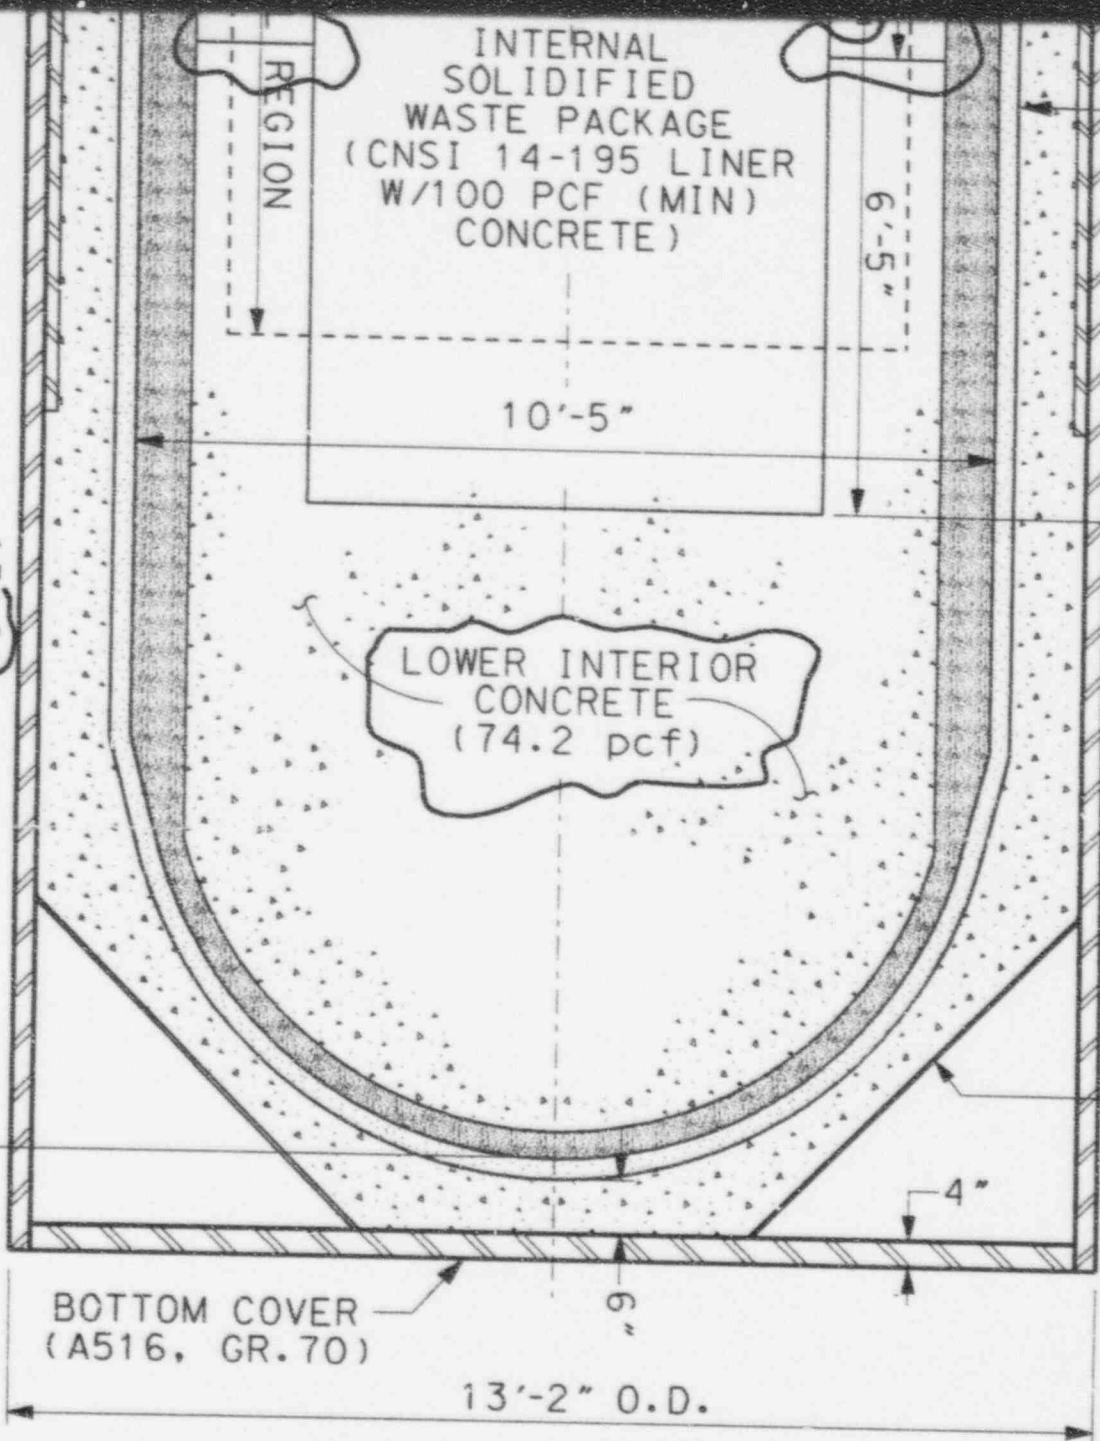 INTERNAL
SOLIDIFIED
WASTE PACKAGE
(CNSI 14-195 LINER
W/100 PCF (MIN)
CONCRETE)
REGION
6'-5"
10'-5"
LOWER INTERIOR
CONCRETE
(74.2 pcf)
4"
6"
BOTTOM COVER
(A516, GR.70)
13'-2" O.D.